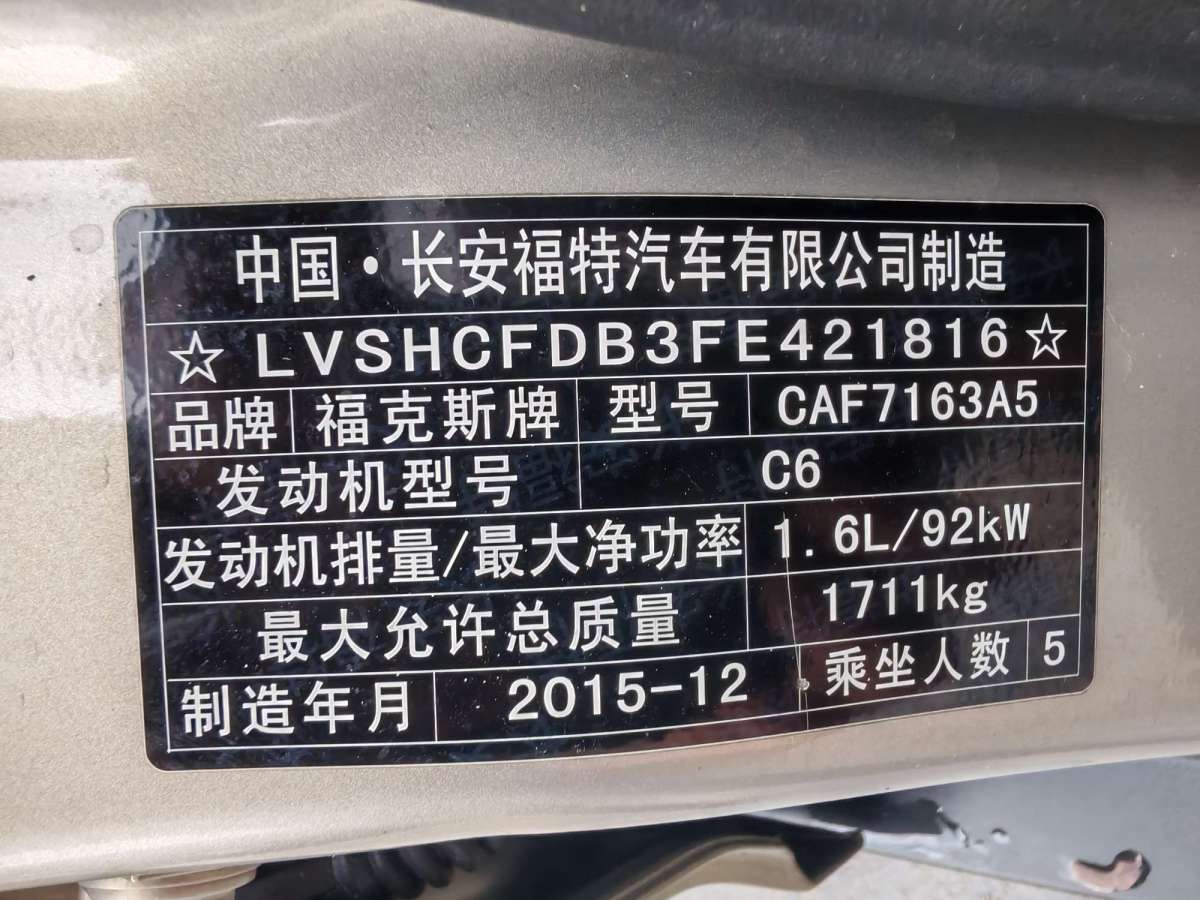 中国·长安福特汽车有限公司制造
☆LVSHCFDB3FE421816☆
品牌 福克斯牌 型号 CAF7163A5
发动机型号 C6
发动机排量/最大净功率 1.6L/92kW
最大允许总质量 1711kg
制造年月 2015-12 乘坐人数 5